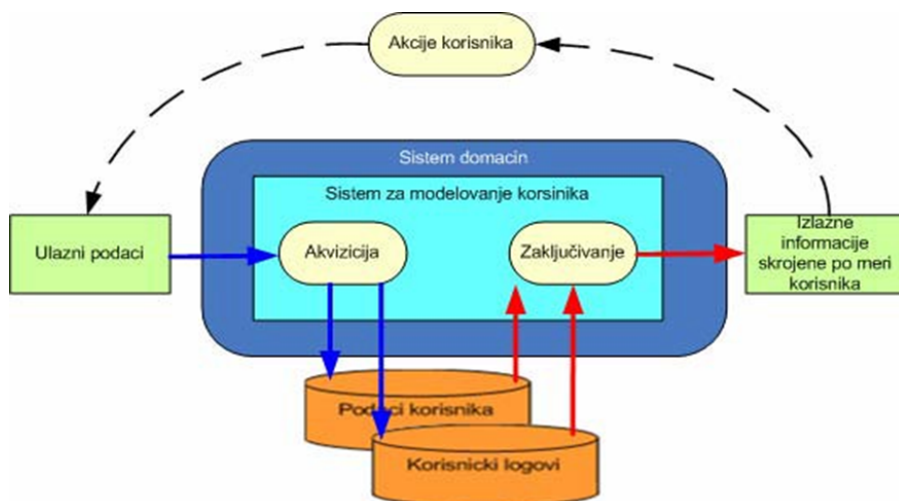 Akcije korisnika
Sistem domacin
Sistem za modelovanje korsinika
Ulazni podaci
Akvizicija
Zaključivanje
Izlazne
informacije
skrojene po meri
korisnika
Podaci korisnika
Korisnicki logovi